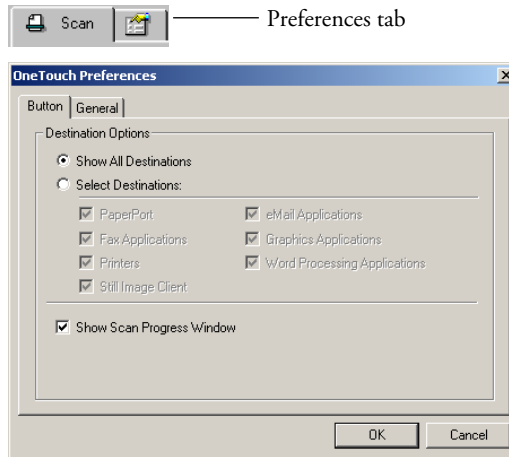 Scan
Preferences tab
OneTouch Preferences
Button General
Destination Options
Show All Destinations
Select Destinations:
PaperPort eMail Applications
Fax Applications Graphics Applications
Printers Word Processing Applications
Still Image Client
Show Scan Progress Window
OK Cancel